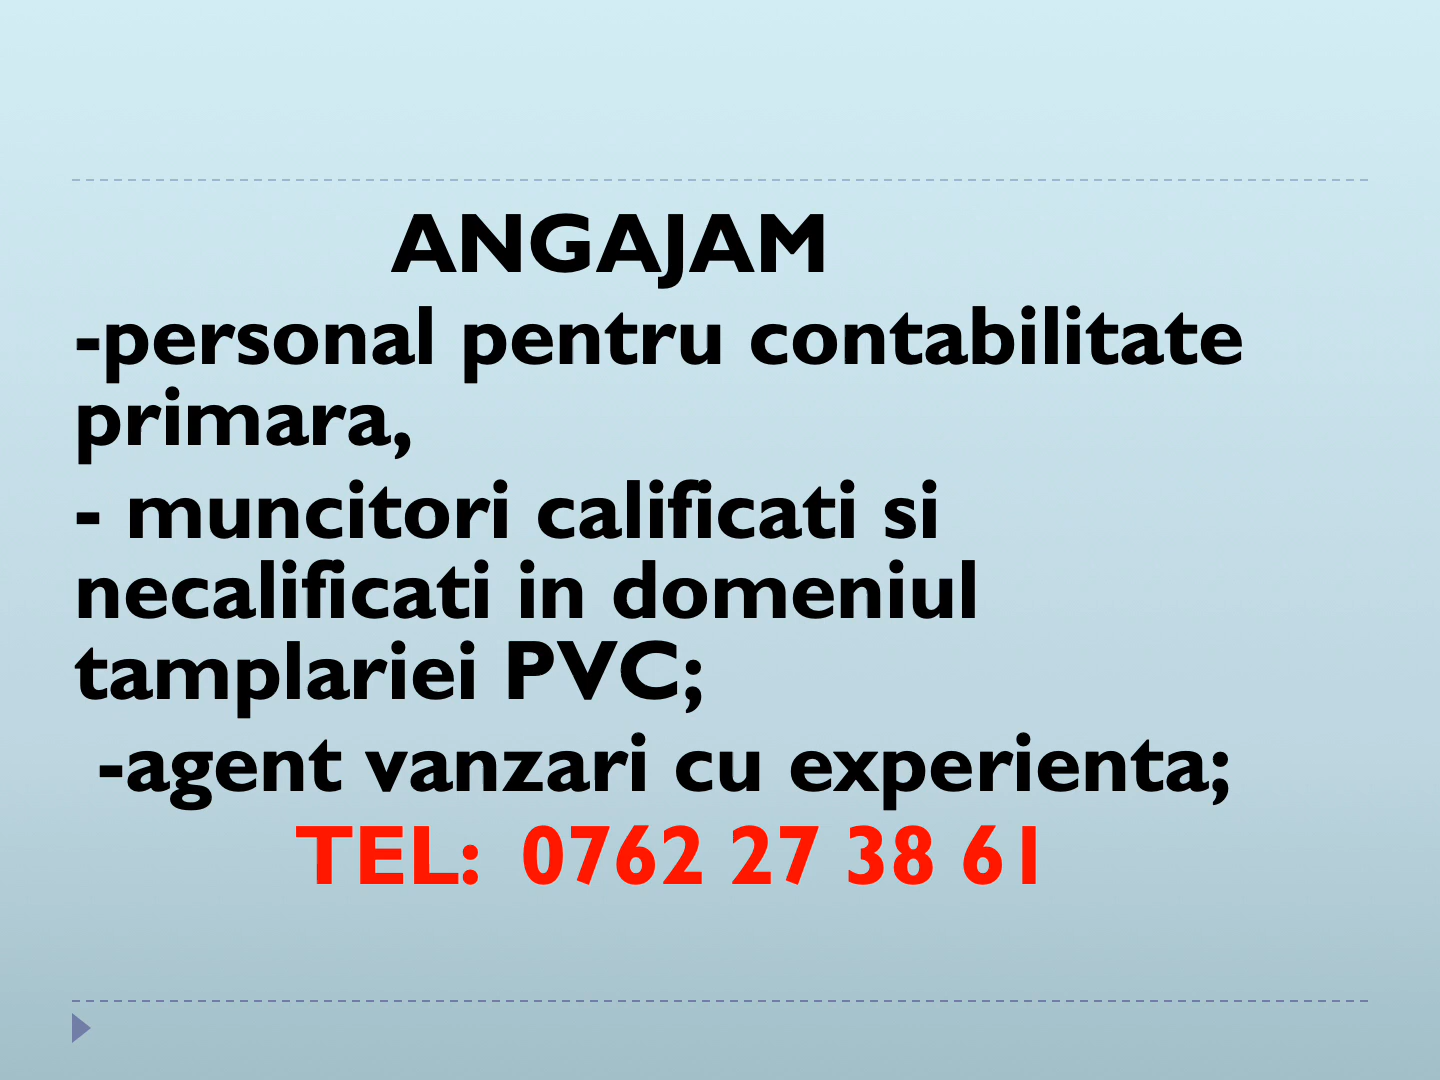 ANGAJAM
-personal pentru contabilitate
primara,
- muncitori calificati si
necalificati in domeniul
tamplariei PVC;
-agent vanzari cu experienta;
TEL: 0762 27 38 61